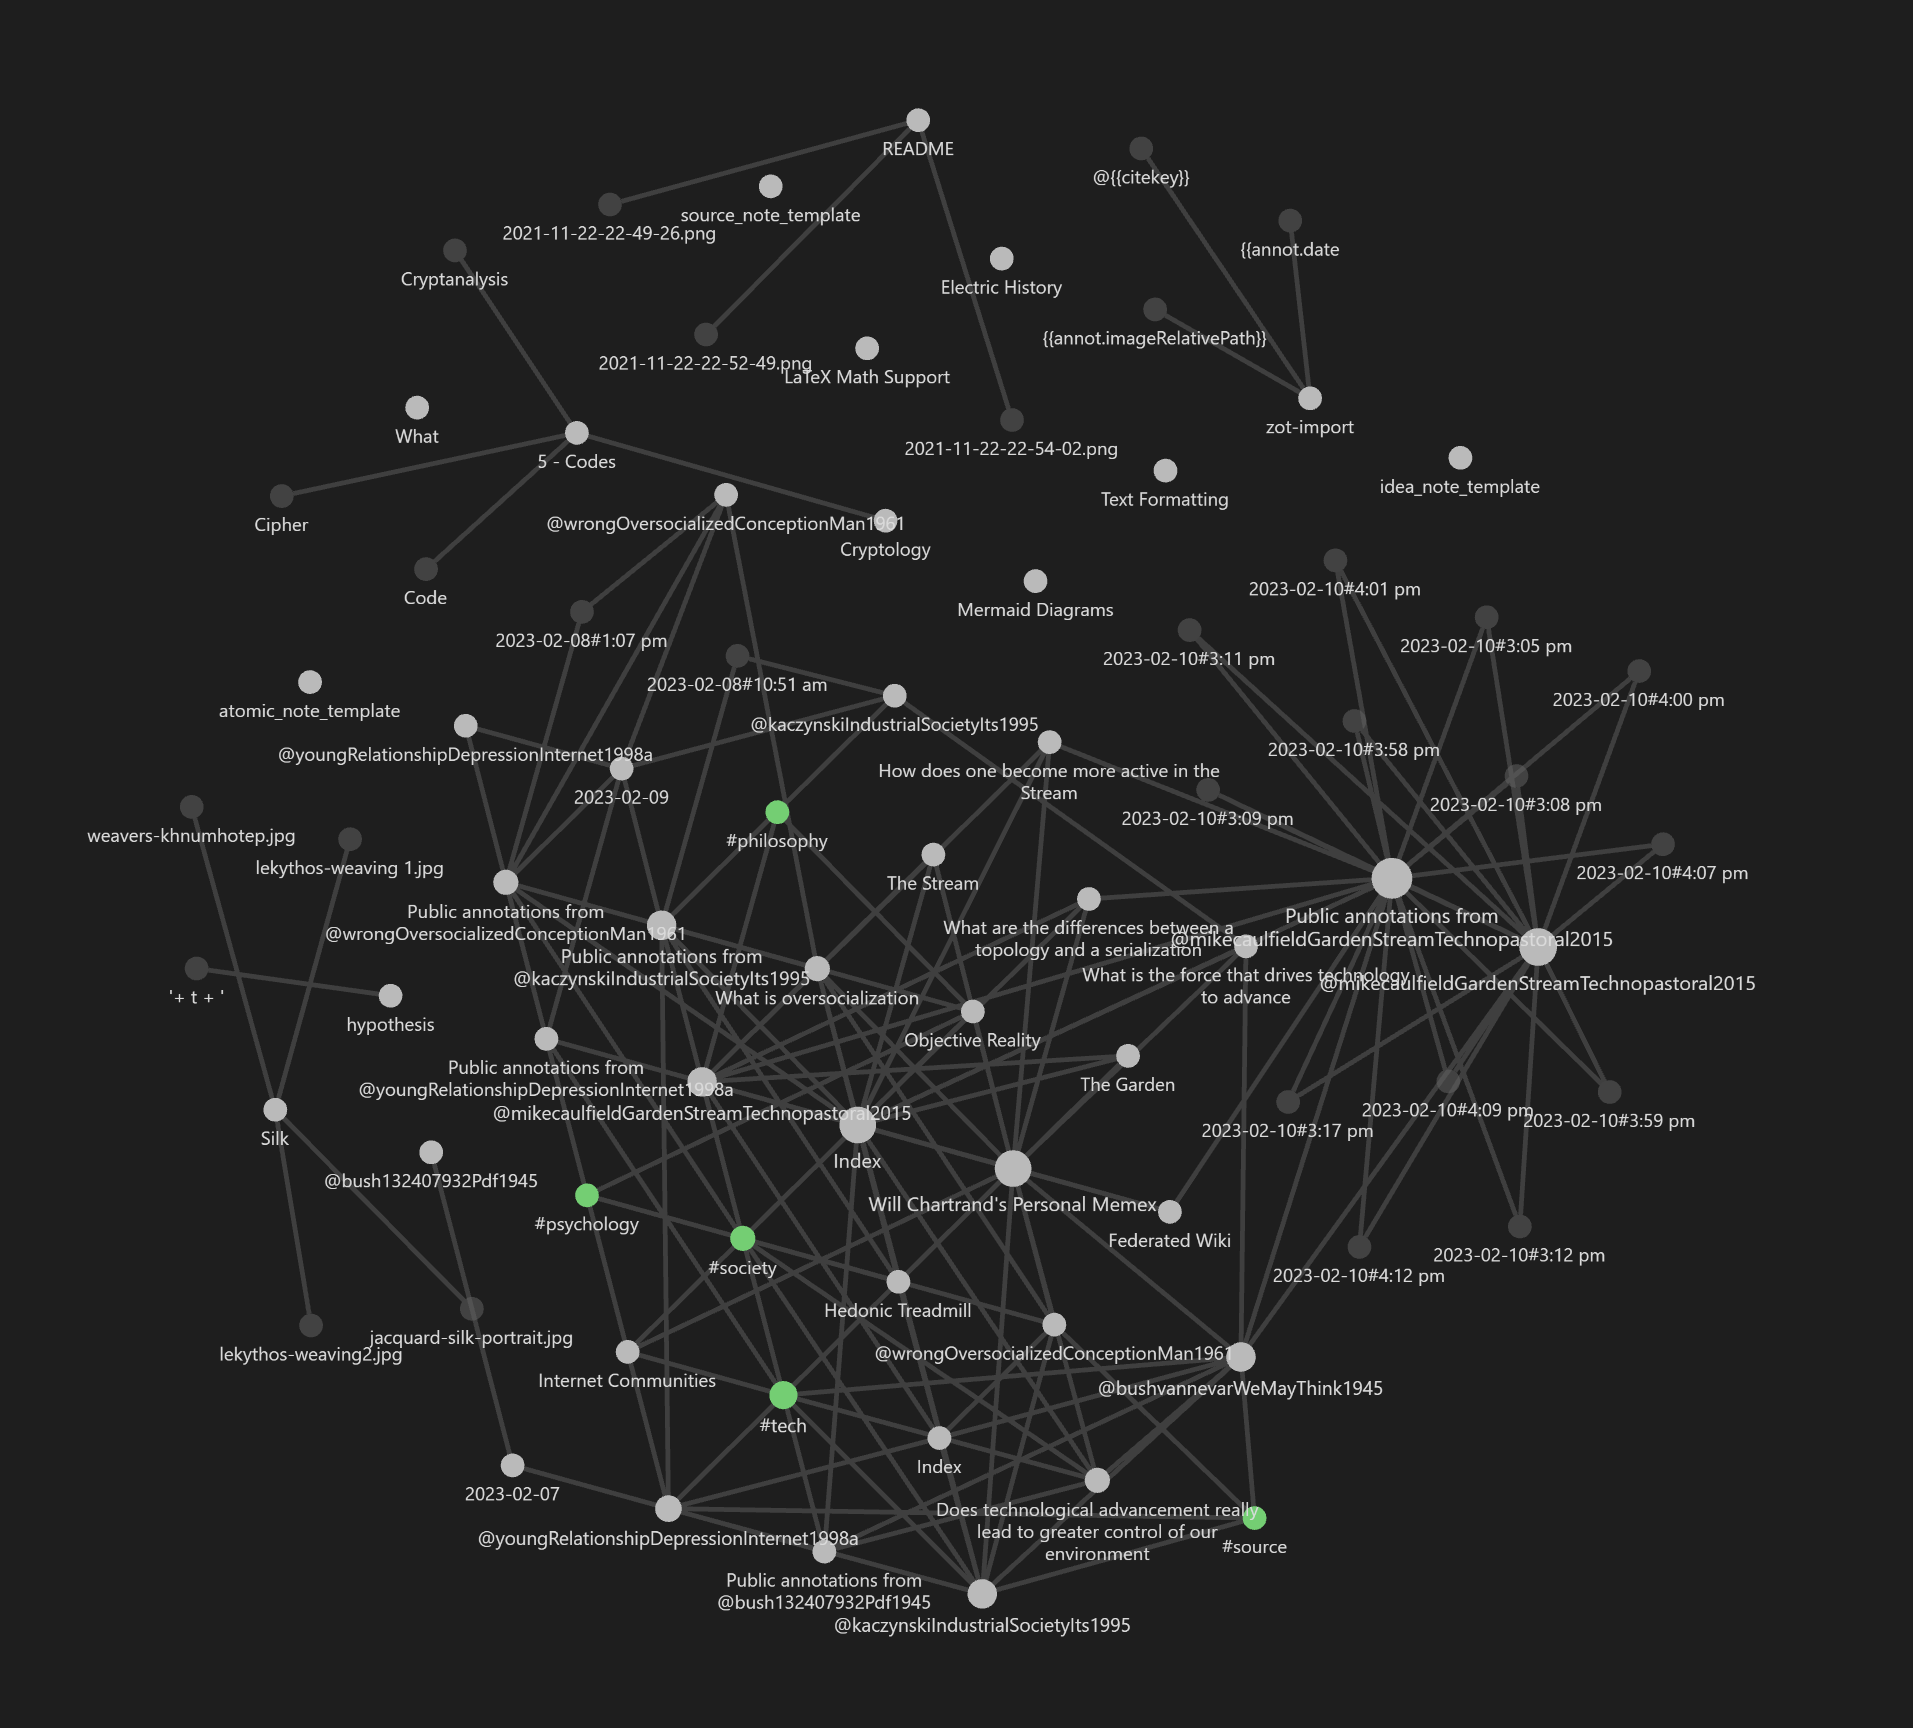 README
@{{citekey}}
source_note_template
2021-11-22-22-49-26.png
{{annot.date
Cryptanalysis
Electric History
{{annot.imageRelativePath}}
2021-11-22-22-52-49.png
LaTeX Math Support
zot-import
What
2021-11-22-22-54-02.png
5 - Codes
idea_note_template
Text Formatting
Cipher
@wrongOversocializedConceptionMan1961
Cryptology
2023-02-10#4:01 pm
Code
Mermaid Diagrams
2023-02-08#1:07 pm
2023-02-10#3:05 pm
2023-02-10#3:11 pm
2023-02-08#10:51 am
2023-02-10#4:00 pm
atomic_note_template
@kaczynskiIndustrialSocietyIts1995
2023-02-10#3:58 pm
@youngRelationshipDepressionInternet1998a
How does one become more active in the
Stream
2023-02-09
2023-02-10#3:08 pm
2023-02-10#3:09 pm
weavers-khnumhotep.jpg
#philosophy
lekythos-weaving 1.jpg
2023-02-10#4:07 pm
The Stream
Public annotations from
@wrongOversocializedConceptionMan1961
Public annotations from
@mikecaulfieldGardenStreamTechnopastoral2015
What are the differences between a
topology and a serialization
Public annotations from
@kaczynskiIndustrialSocietyIts1995
What is the force that drives technology
to advance
@mikecaulfieldGardenStreamTechnopastoral2015
'+ t + '
What is oversocialization
hypothesis
Objective Reality
Public annotations from
@youngRelationshipDepressionInternet1998a
The Garden
@mikecaulfieldGardenStreamTechnopastoral2015
2023-02-10#4:09 pm
2023-02-10#3:59 pm
2023-02-10#3:17 pm
Silk
Index
@bush132407932Pdf1945
Will Chartrand's Personal Memex
#psychology
Federated Wiki
2023-02-10#3:12 pm
#society
2023-02-10#4:12 pm
Hedonic Treadmill
jacquard-silk-portrait.jpg
lekythos-weaving2.jpg
@wrongOversocializedConceptionMan1961
Internet Communities
@bushvannevarWeMayThink1945
#tech
Index
2023-02-07
Does technological advancement really
lead to greater control of our
environment
@youngRelationshipDepressionInternet1998a
#source
Public annotations from
@bush132407932Pdf1945
@kaczynskiIndustrialSocietyIts1995